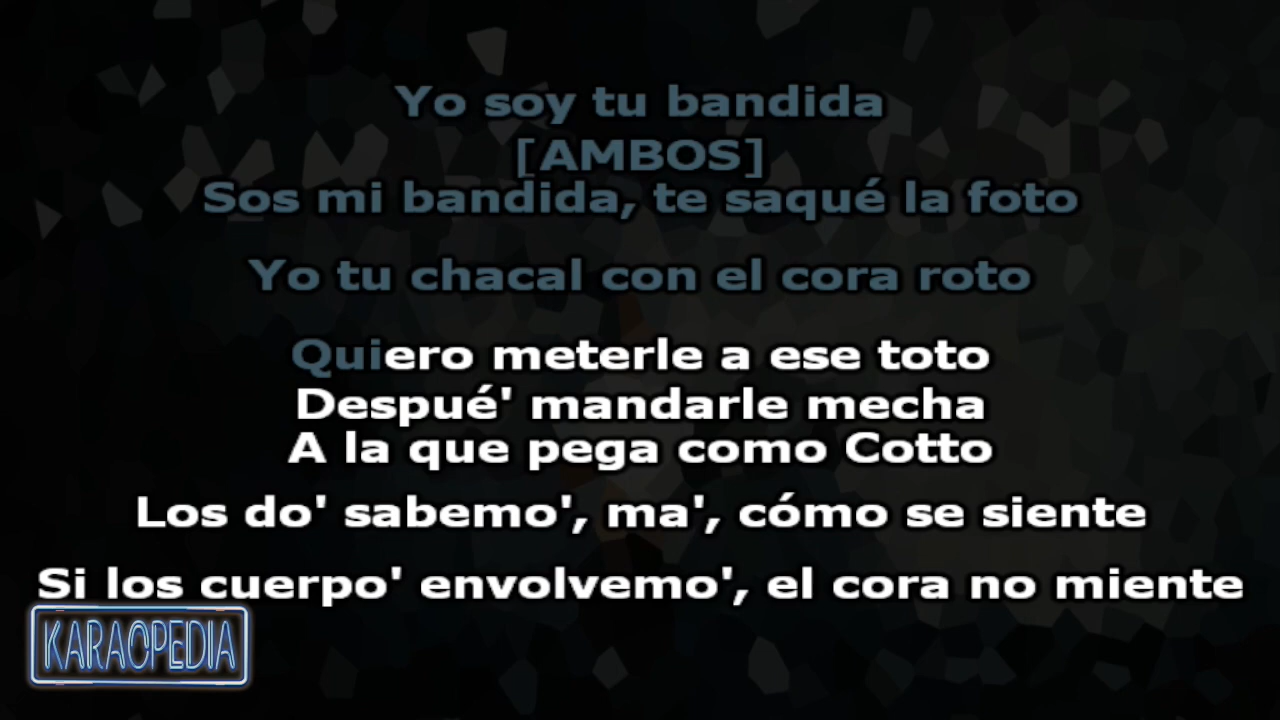 Yo soy tu bandida
[AMBOS]
Sos mi bandida, te saqué la foto
Yo tu chacal con el cora roto
Quiero meterle a ese toto
Despué' mandarle mecha
A la que pega como Cotto
Los do' sabemo', ma', cómo se siente
Si los cuerpo' envolvemo', el cora no miente
KARAOPEDIA